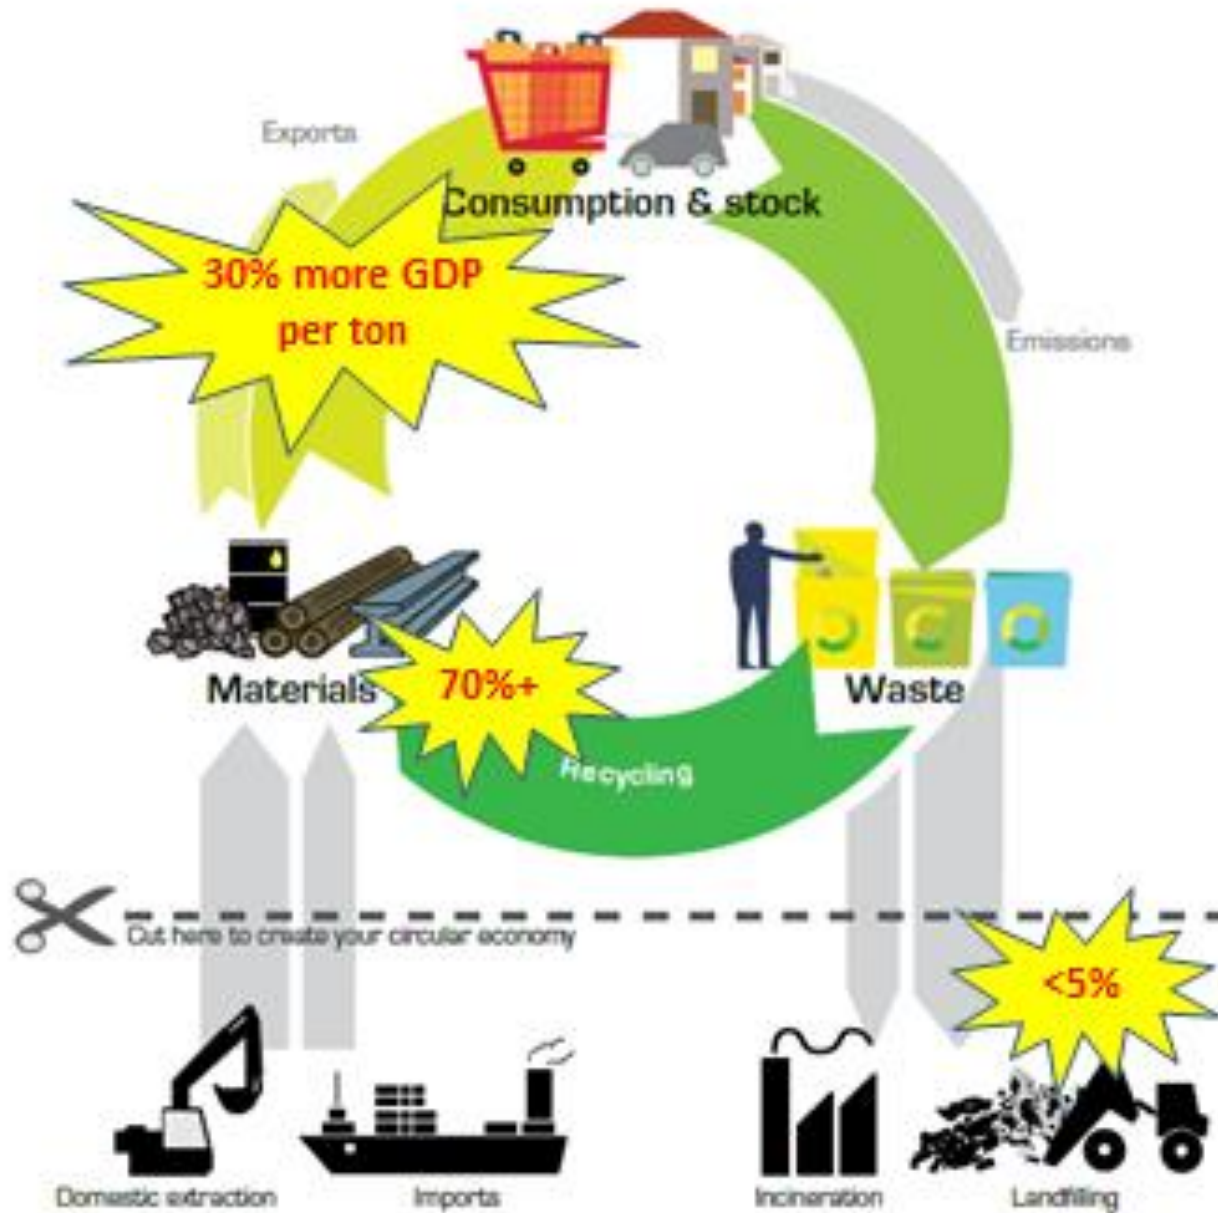 Exports
Consumption & stock
30% more GDP
per ton
Emissions
Materials
70%+
Waste
Recycling
Cut here to create your circular economy
<5%
Domestic extraction
Imports
Incineration
Landfilling